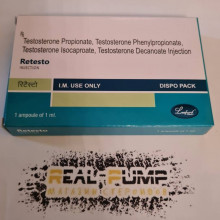 Testosterone Propionate, Testosterone Phenylpropionate,
Testosterone Isocaproate, Testosterone Decanoate Injection
Retesto
INJECTION
I.M. USE ONLY
DISPO PACK
1 ampoule of 1 ml
REAL-PUMP